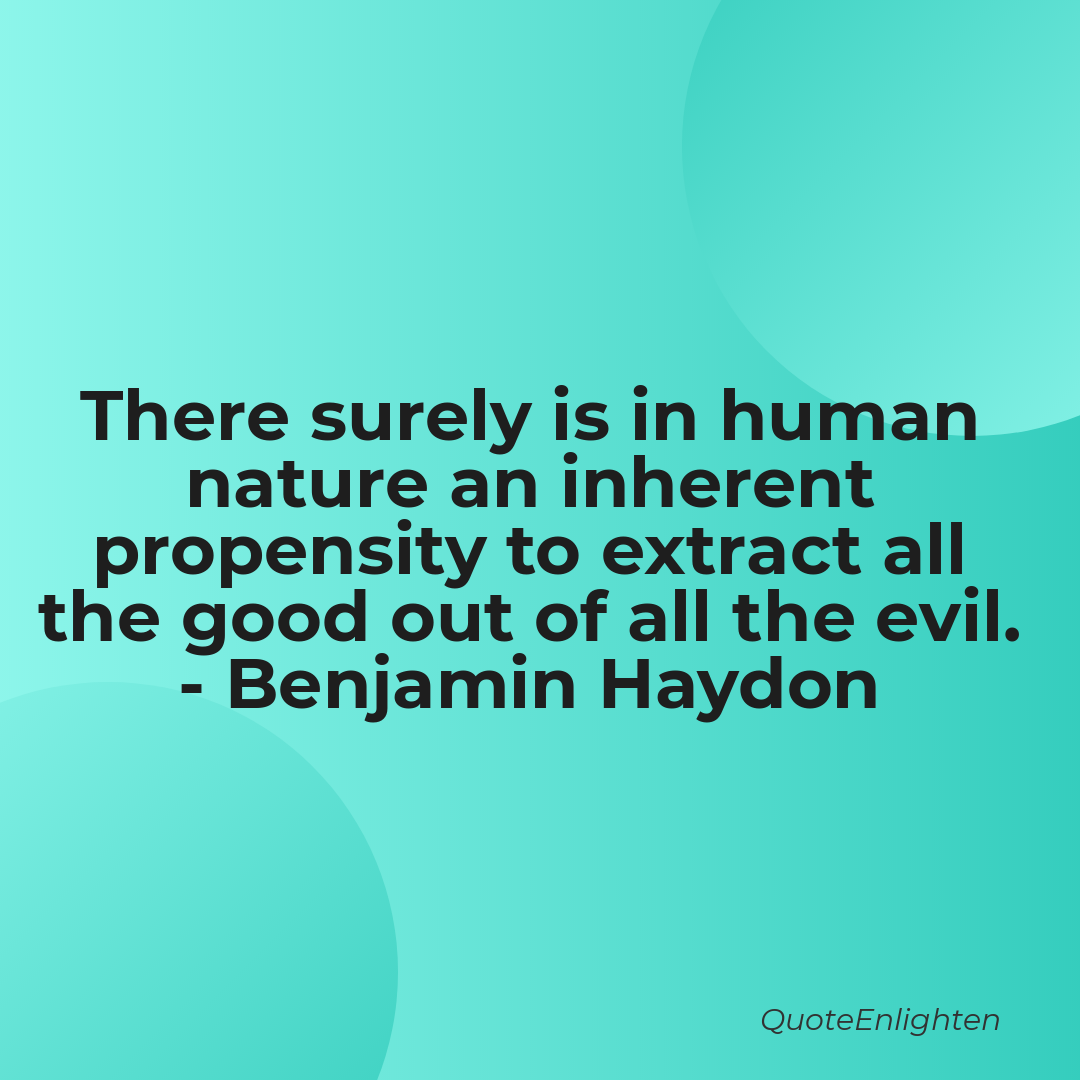 There surely is in human
nature an inherent
propensity to extract all
the good out of all the evil.
- Benjamin Haydon
QuoteEnlighten